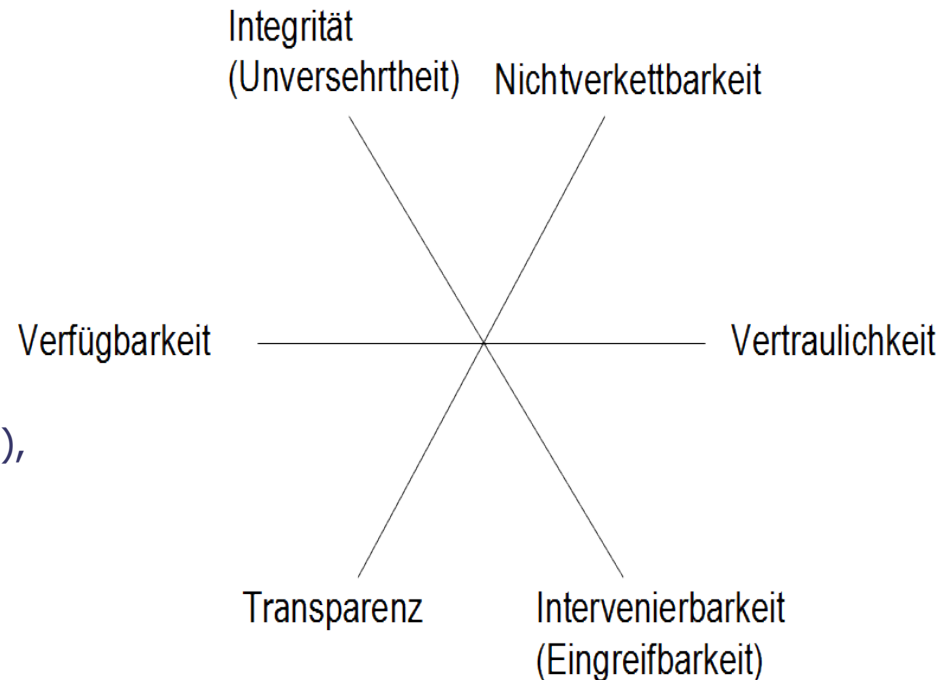 Integrität
(Unversehrtheit)
Nichtverkettbarkeit
Verfügbarkeit
Vertraulichkeit
),
Transparenz
Intervenierbarkeit
(Eingreifbarkeit)